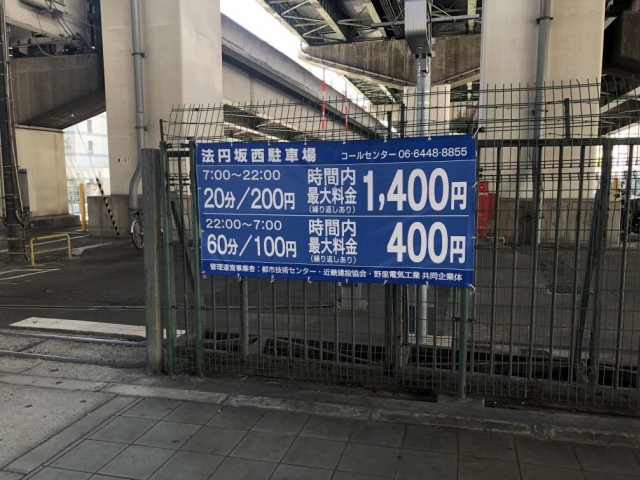 法円坂西駐車場 コールセンター 06-6448-8855
7:00～22:00
20分/200円
時間内
最大料金
(繰り返しあり)
1,400円
22:00～7:00
60分/100円
時間内
最大料金
(繰り返しあり)
400円
管理運営事業者：都市技術センター・近畿建設協会・野里電気工業 共同企業体